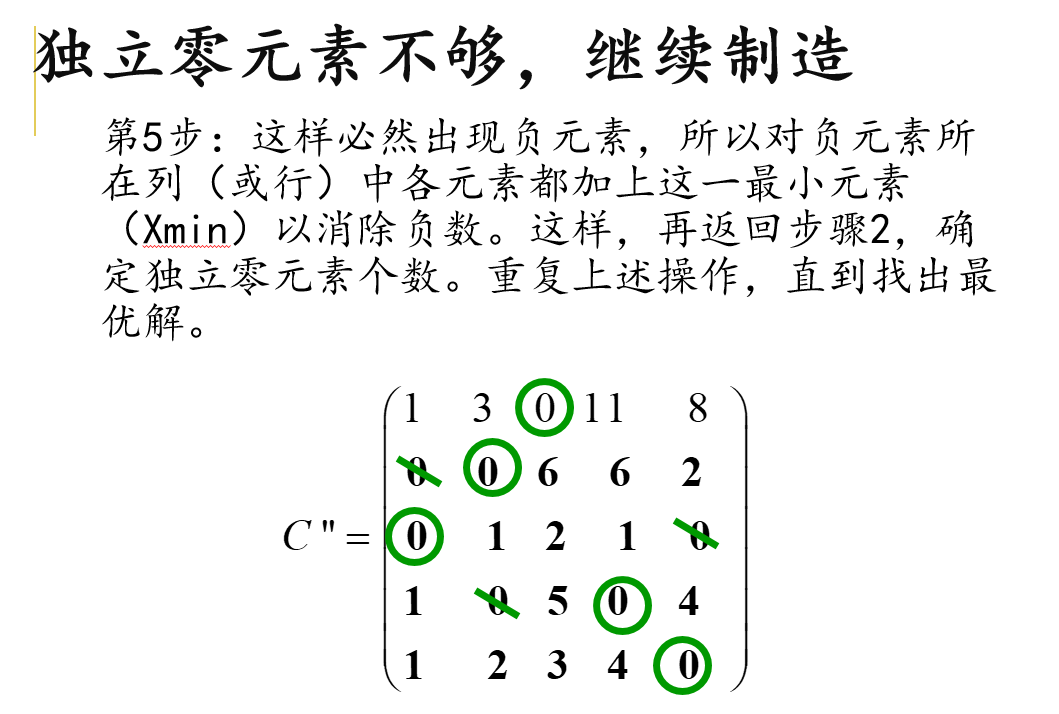 独立零元素不够，继续制造
第5步：这样必然出现负元素，所以对负元素所
在列（或行）中各元素都加上这一最小元素
（Xmin）以消除负数。这样，再返回步骤2，确
定独立零元素个数。重复上述操作，直到找出最
优解。
1 3 0 11 8
0 0 6 6 2
C''= 0 1 2 1 0
1 0 5 0 4
1 2 3 4 0